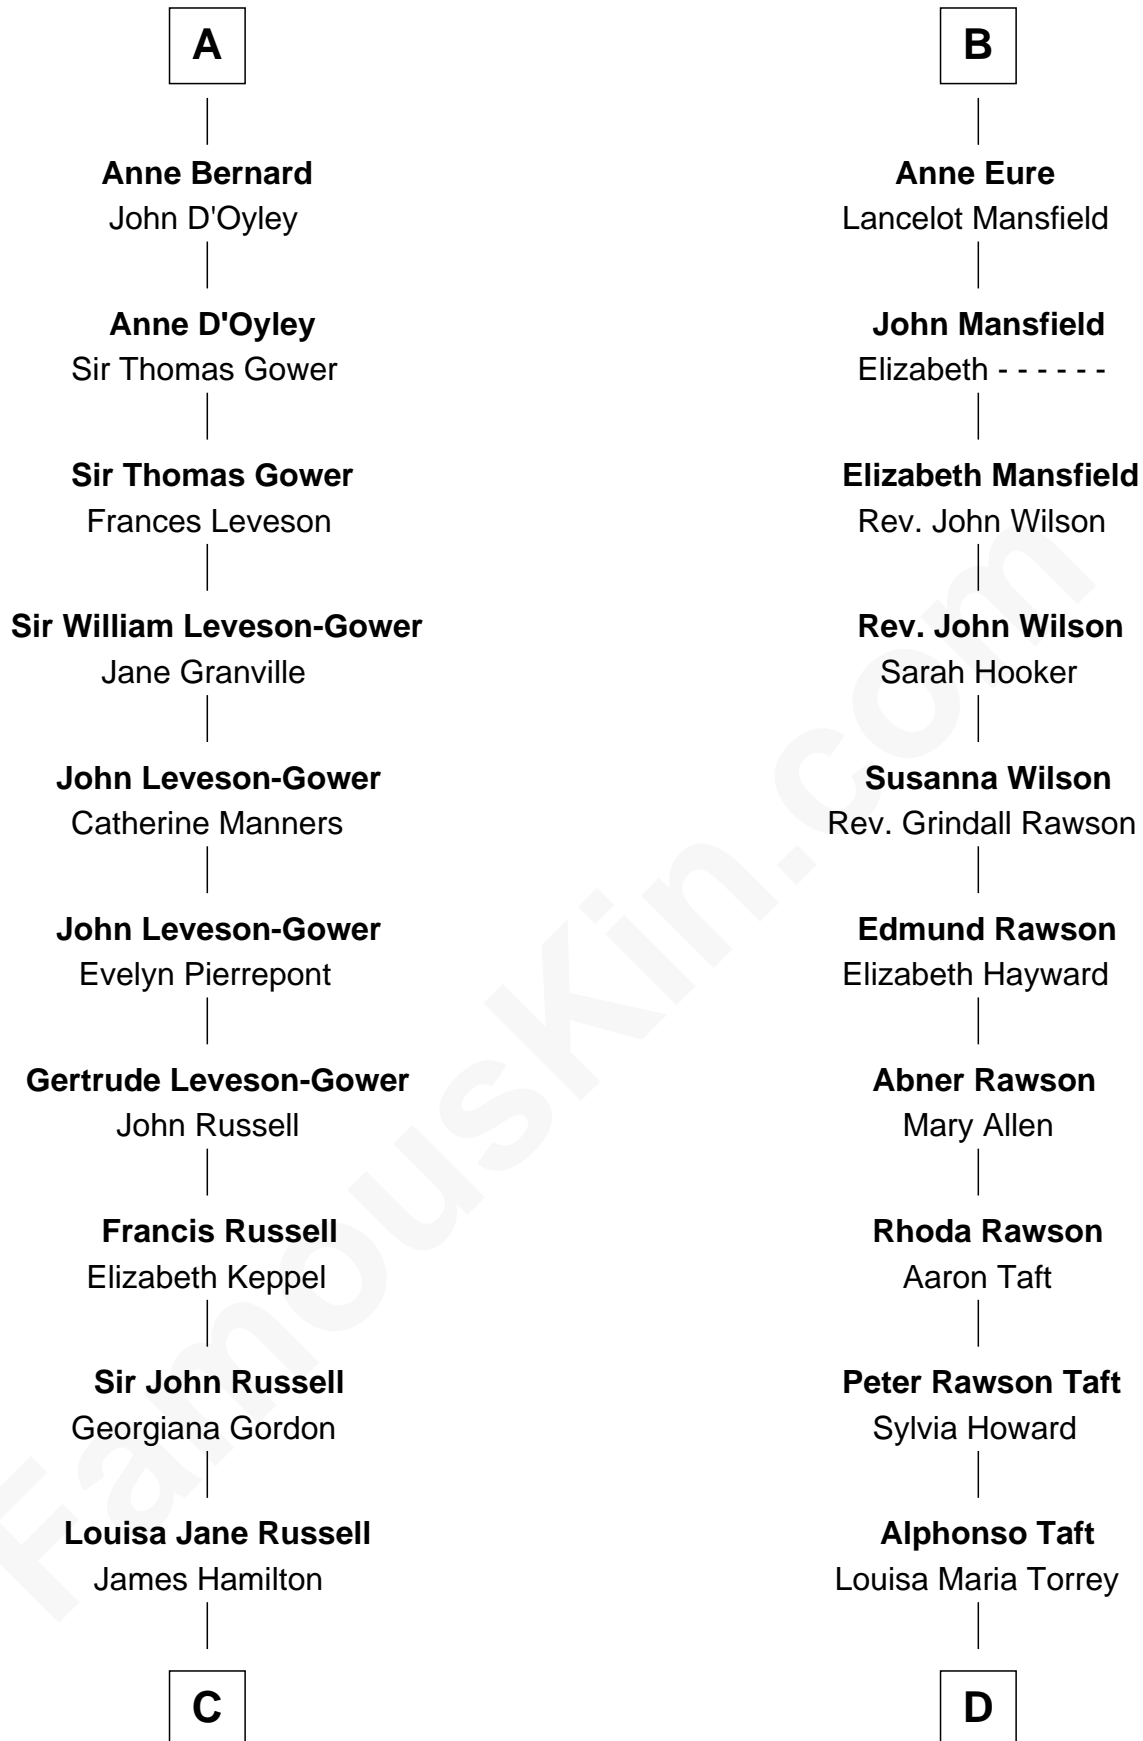 A
Anne Bernard
John D'Oyley
Anne D'Oyley
Sir Thomas Gower
Sir Thomas Gower
Frances Leveson
Sir William Leveson-Gower
Jane Granville
John Leveson-Gower
Catherine Manners
John Leveson-Gower
Evelyn Pierrepont
Gertrude Leveson-Gower
John Russell
Francis Russell
Elizabeth Keppel
Sir John Russell
Georgiana Gordon
Louisa Jane Russell
James Hamilton
C
B
Anne Eure
Lancelot Mansfield
John Mansfield
Elizabeth - - - - - -
Elizabeth Mansfield
Rev. John Wilson
Rev. John Wilson
Sarah Hooker
Susanna Wilson
Rev. Grindall Rawson
Edmund Rawson
Elizabeth Hayward
Abner Rawson
Mary Allen
Rhoda Rawson
Aaron Taft
Peter Rawson Taft
Sylvia Howard
Alphonso Taft
Louisa Maria Torrey
D
FamousKin.com